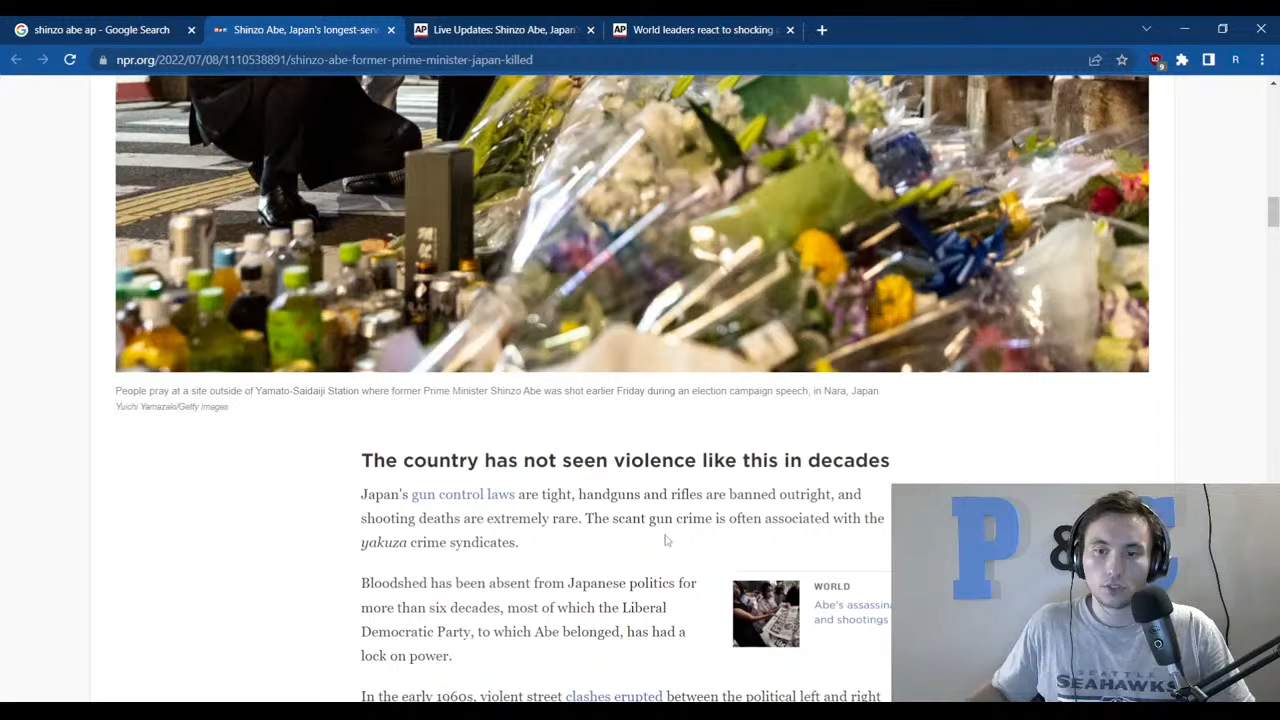 shinzo abe ap - Google Search
Shinzo Abe, Japan's longest-serv
AP
Live Updates: Shinzo Abe, Japan'
AP
World leaders react to shocking
npr.org/2022/07/08/1110538891/shinzo-abe-former-prime-minister-japan-killed
9
R
People pray at a site outside of Yamato-Saidaiji Station where former Prime Minister Shinzo Abe was shot earlier Friday during an election campaign speech, in Nara, Japan
Yuichi Yamazaki/Getty Images
The country has not seen violence like this in decades
Japan's gun control laws are tight, handguns and rifles are banned outright, and
shooting deaths are extremely rare. The scant gun crime is often associated with the
yakuza crime syndicates.
Bloodshed has been absent from Japanese politics for
more than six decades, most of which the Liberal
Democratic Party, to which Abe belonged, has had a
lock on power.
WORLD
Abe's assassina
and shootings
In the early 1960s, violent street clashes erupted between the political left and right
P & C
SEATTLE
SEAHAWKS